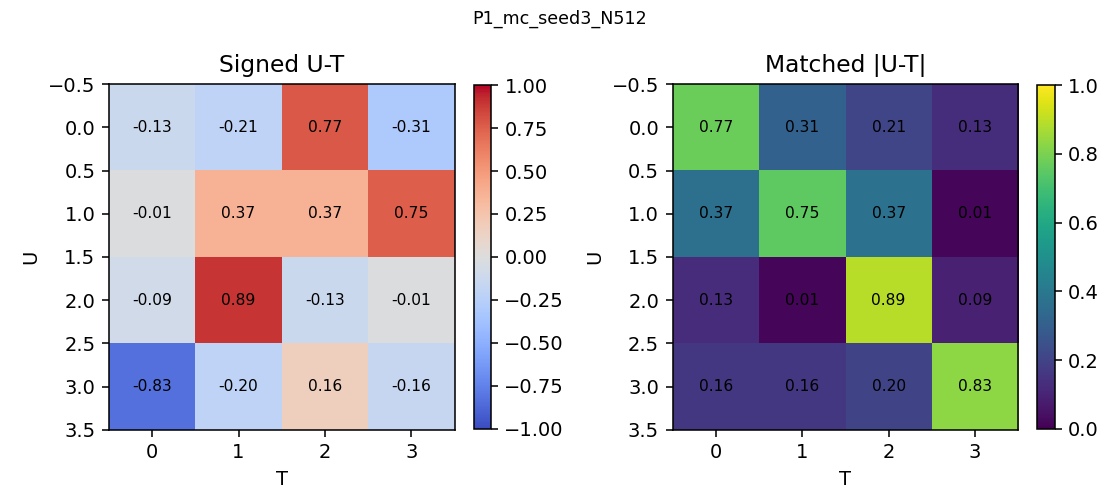 P1_mc_seed3_N512
Signed U-T
−0.5
0.0
0.5
1.0
1.5
2.0
2.5
3.0
3.5
U
-0.13 -0.21 0.77 -0.31
-0.01 0.37 0.37 0.75
-0.09 0.89 -0.13 -0.01
-0.83 -0.20 0.16 -0.16
0 1 2 3
T
1.00
0.75
0.50
0.25
0.00
−0.25
−0.50
−0.75
−1.00
Matched |U-T|
−0.5
0.0
0.5
1.0
1.5
2.0
2.5
3.0
3.5
U
0.77 0.31 0.21 0.13
0.37 0.75 0.37 0.01
0.13 0.01 0.89 0.09
0.16 0.16 0.20 0.83
0 1 2 3
T
1.0
0.8
0.6
0.4
0.2
0.0